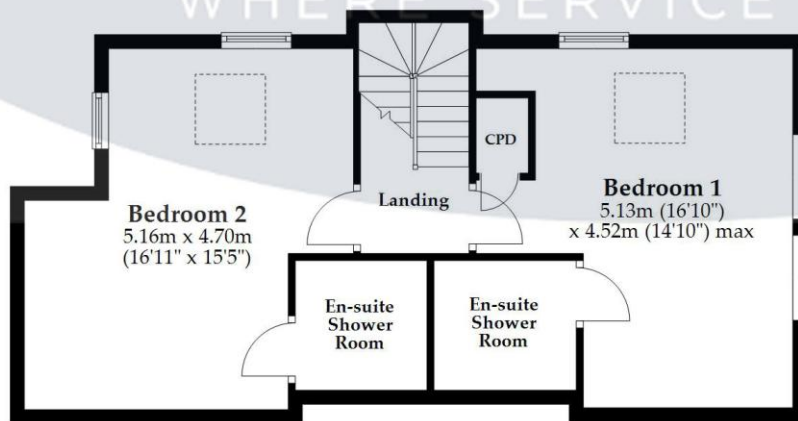 WHERE SERVICE
CPD
Landing
Bedroom 2
5.16m x 4.70m
(16'11" x 15'5")
Bedroom 1
5.13m (16'10")
x 4.52m (14'10") max
En-suite
Shower
Room
En-suite
Shower
Room